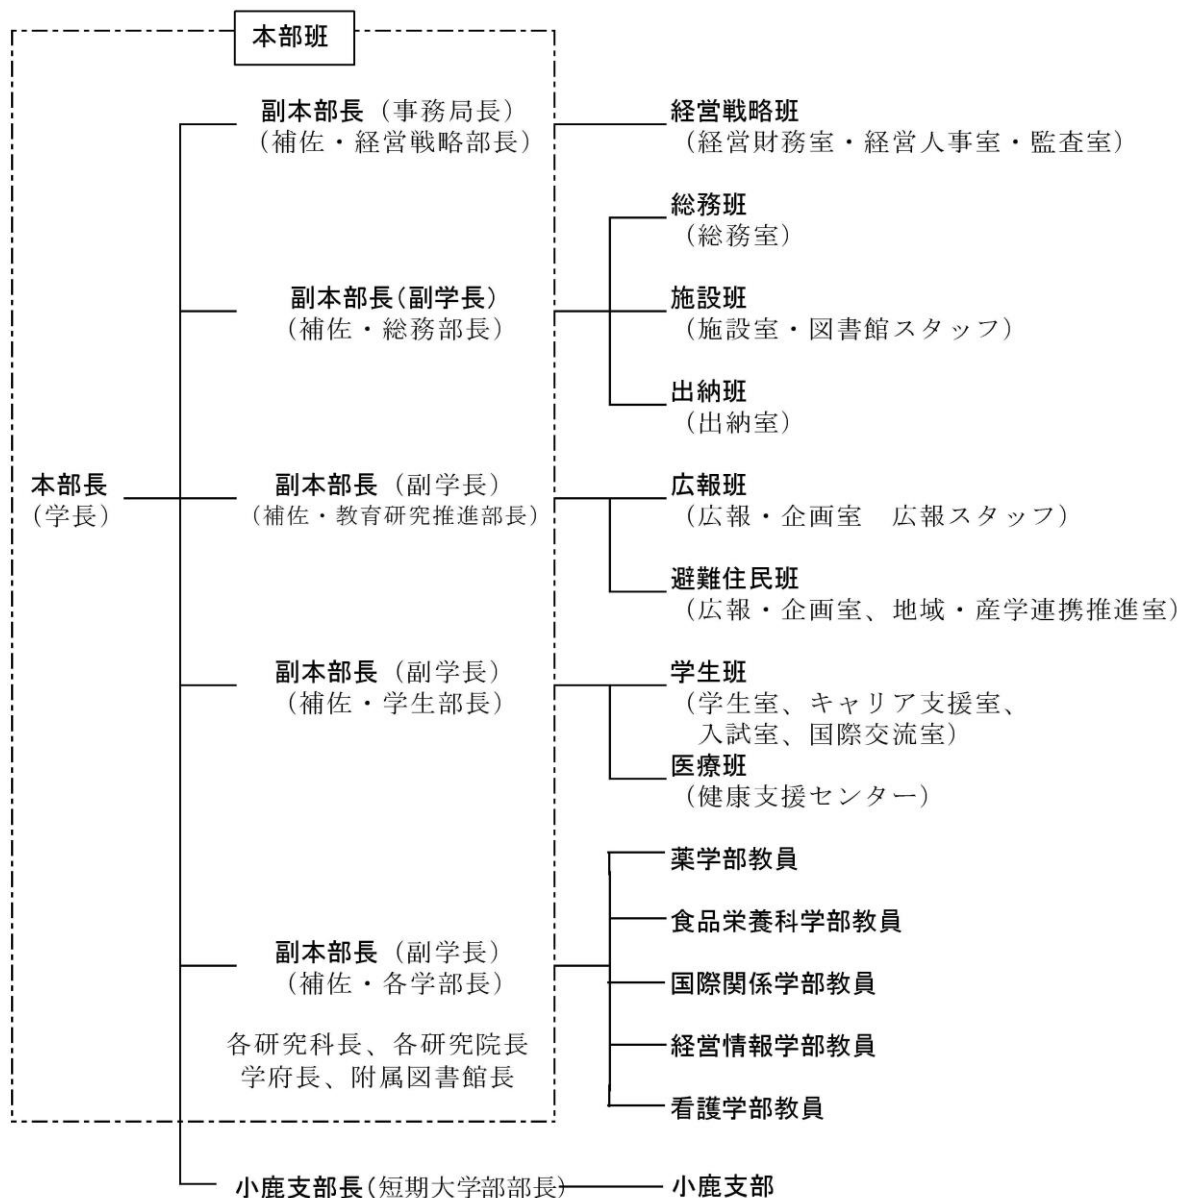 本部班
副本部長（事務局長）
（補佐・経営戦略部長）
経営戦略班
（経営財務室・経営人事室・監査室）
総務班
（総務室）
副本部長(副学長)
（補佐・総務部長）
施設班
（施設室・図書館スタッフ）
出納班
（出納室）
本部長
（学長）
副本部長（副学長）
（補佐・教育研究推進部長）
広報班
（広報・企画室　広報スタッフ）
避難住民班
（広報・企画室、地域・産学連携推進室）
副本部長（副学長）
（補佐・学生部長）
学生班
（学生室、キャリア支援室、
入試室、国際交流室）
医療班
（健康支援センター）
副本部長（副学長）
（補佐・各学部長）
各研究科長、各研究院長
学府長、附属図書館長
薬学部教員
食品栄養科学部教員
国際関係学部教員
経営情報学部教員
看護学部教員
小鹿支部長(短期大学部部長)
小鹿支部